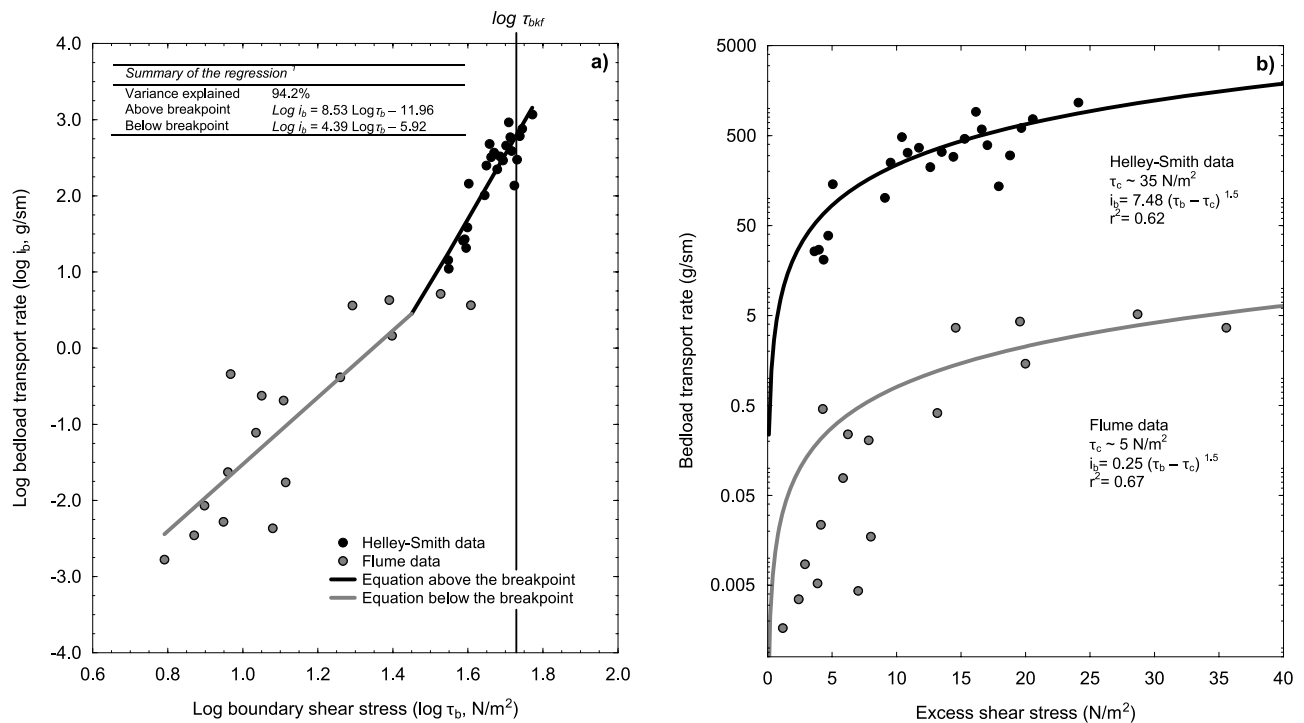 log τbkf
a)
Summary of the regression ¹
Variance explained 94.2%
Above breakpoint Log ib = 8.53 Logτb – 11.96
Below breakpoint Log ib = 4.39 Logτb – 5.92
4.0
3.0
2.0
1.0
0.0
-1.0
-2.0
-3.0
-4.0
Log bedload transport rate (log ib, g/sm)
Helley-Smith data
Flume data
Equation above the breakpoint
Equation below the breakpoint
0.6 0.8 1.0 1.2 1.4 1.6 1.8 2.0
Log boundary shear stress (log τb, N/m²)
b)
5000
500
50
5
0.5
0.05
0.005
Bedload transport rate (g/sm)
Helley-Smith data
τc ~ 35 N/m²
ib= 7.48 (τb – τc) 1.5
r²= 0.62
Flume data
τc ~ 5 N/m²
ib= 0.25 (τb – τc) 1.5
r²= 0.67
0 5 10 15 20 25 30 35 40
Excess shear stress (N/m²)